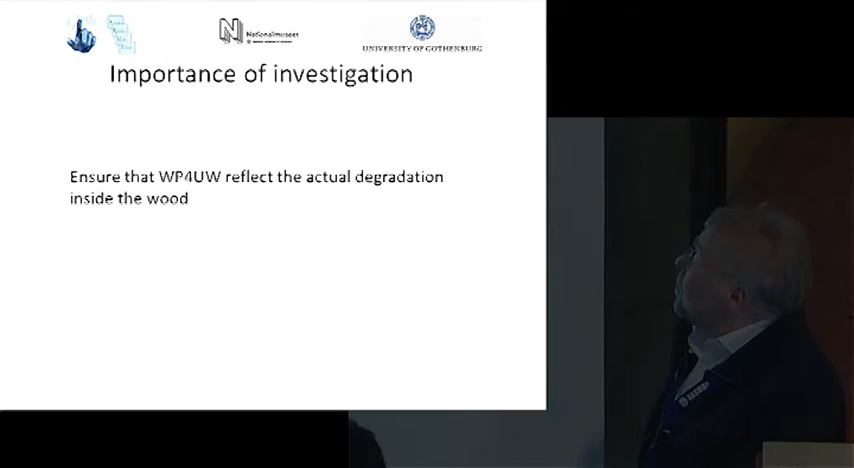 Nationalmuseet
UNIVERSITY OF GOTHENBURG
Importance of investigation
Ensure that WP4UW reflect the actual degradation
inside the wood